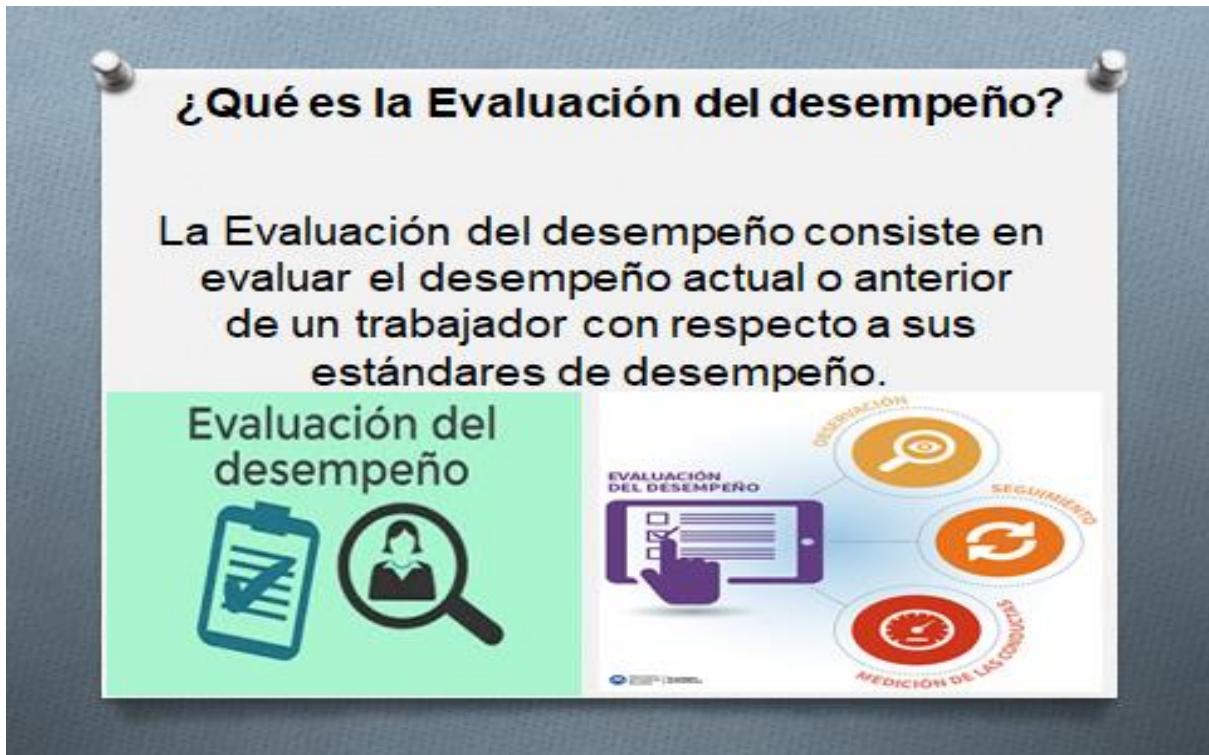 ¿Qué es la Evaluación del desempeño?
La Evaluación del desempeño consiste en
evaluar el desempeño actual o anterior
de un trabajador con respecto a sus
estándares de desempeño.
Evaluación del
desempeño
EVALUACIÓN
DEL DESEMPEÑO
OBSERVACIÓN
SEGUIMIENTO
MEDICIÓN DE LAS CONDUCTAS